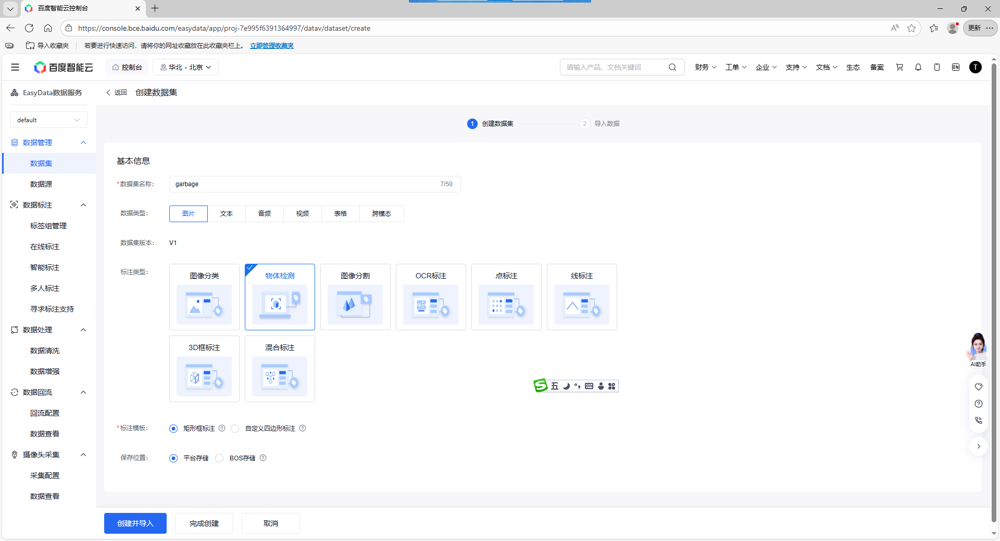 百度智能云控制台
https://console.bce.baidu.com/easydata/app/proj-7e995f6391364997/datav/dataset/create
更新
导入收藏夹 若要进行快速访问，请将你的网址收藏放在此收藏夹栏上。 立即管理收藏夹
百度智能云 控制台 华北 - 北京 请输入产品、文档关键词 财务 工单 企业 支持 文档 生态 备案 EN T
EasyData数据服务
返回 创建数据集
default
1 创建数据集 2 导入数据
数据管理
数据集
数据源
数据标注
标签组管理
在线标注
智能标注
多人标注
寻求标注支持
数据处理
数据清洗
数据增强
数据回流
回流配置
数据查看
摄像头采集
采集配置
数据查看
基本信息
*数据集名称： garbage 7/50
数据类型： 图片 文本 音频 视频 表格 跨模态
数据集版本： V1
标注类型： 图像分类 物体检测 图像分割 OCR标注 点标注 线标注
3D框标注 混合标注
AI助手
五
*标注模板： 矩形框标注 自定义四边形标注
保存位置： 平台存储 BOS存储
创建并导入 完成创建 取消